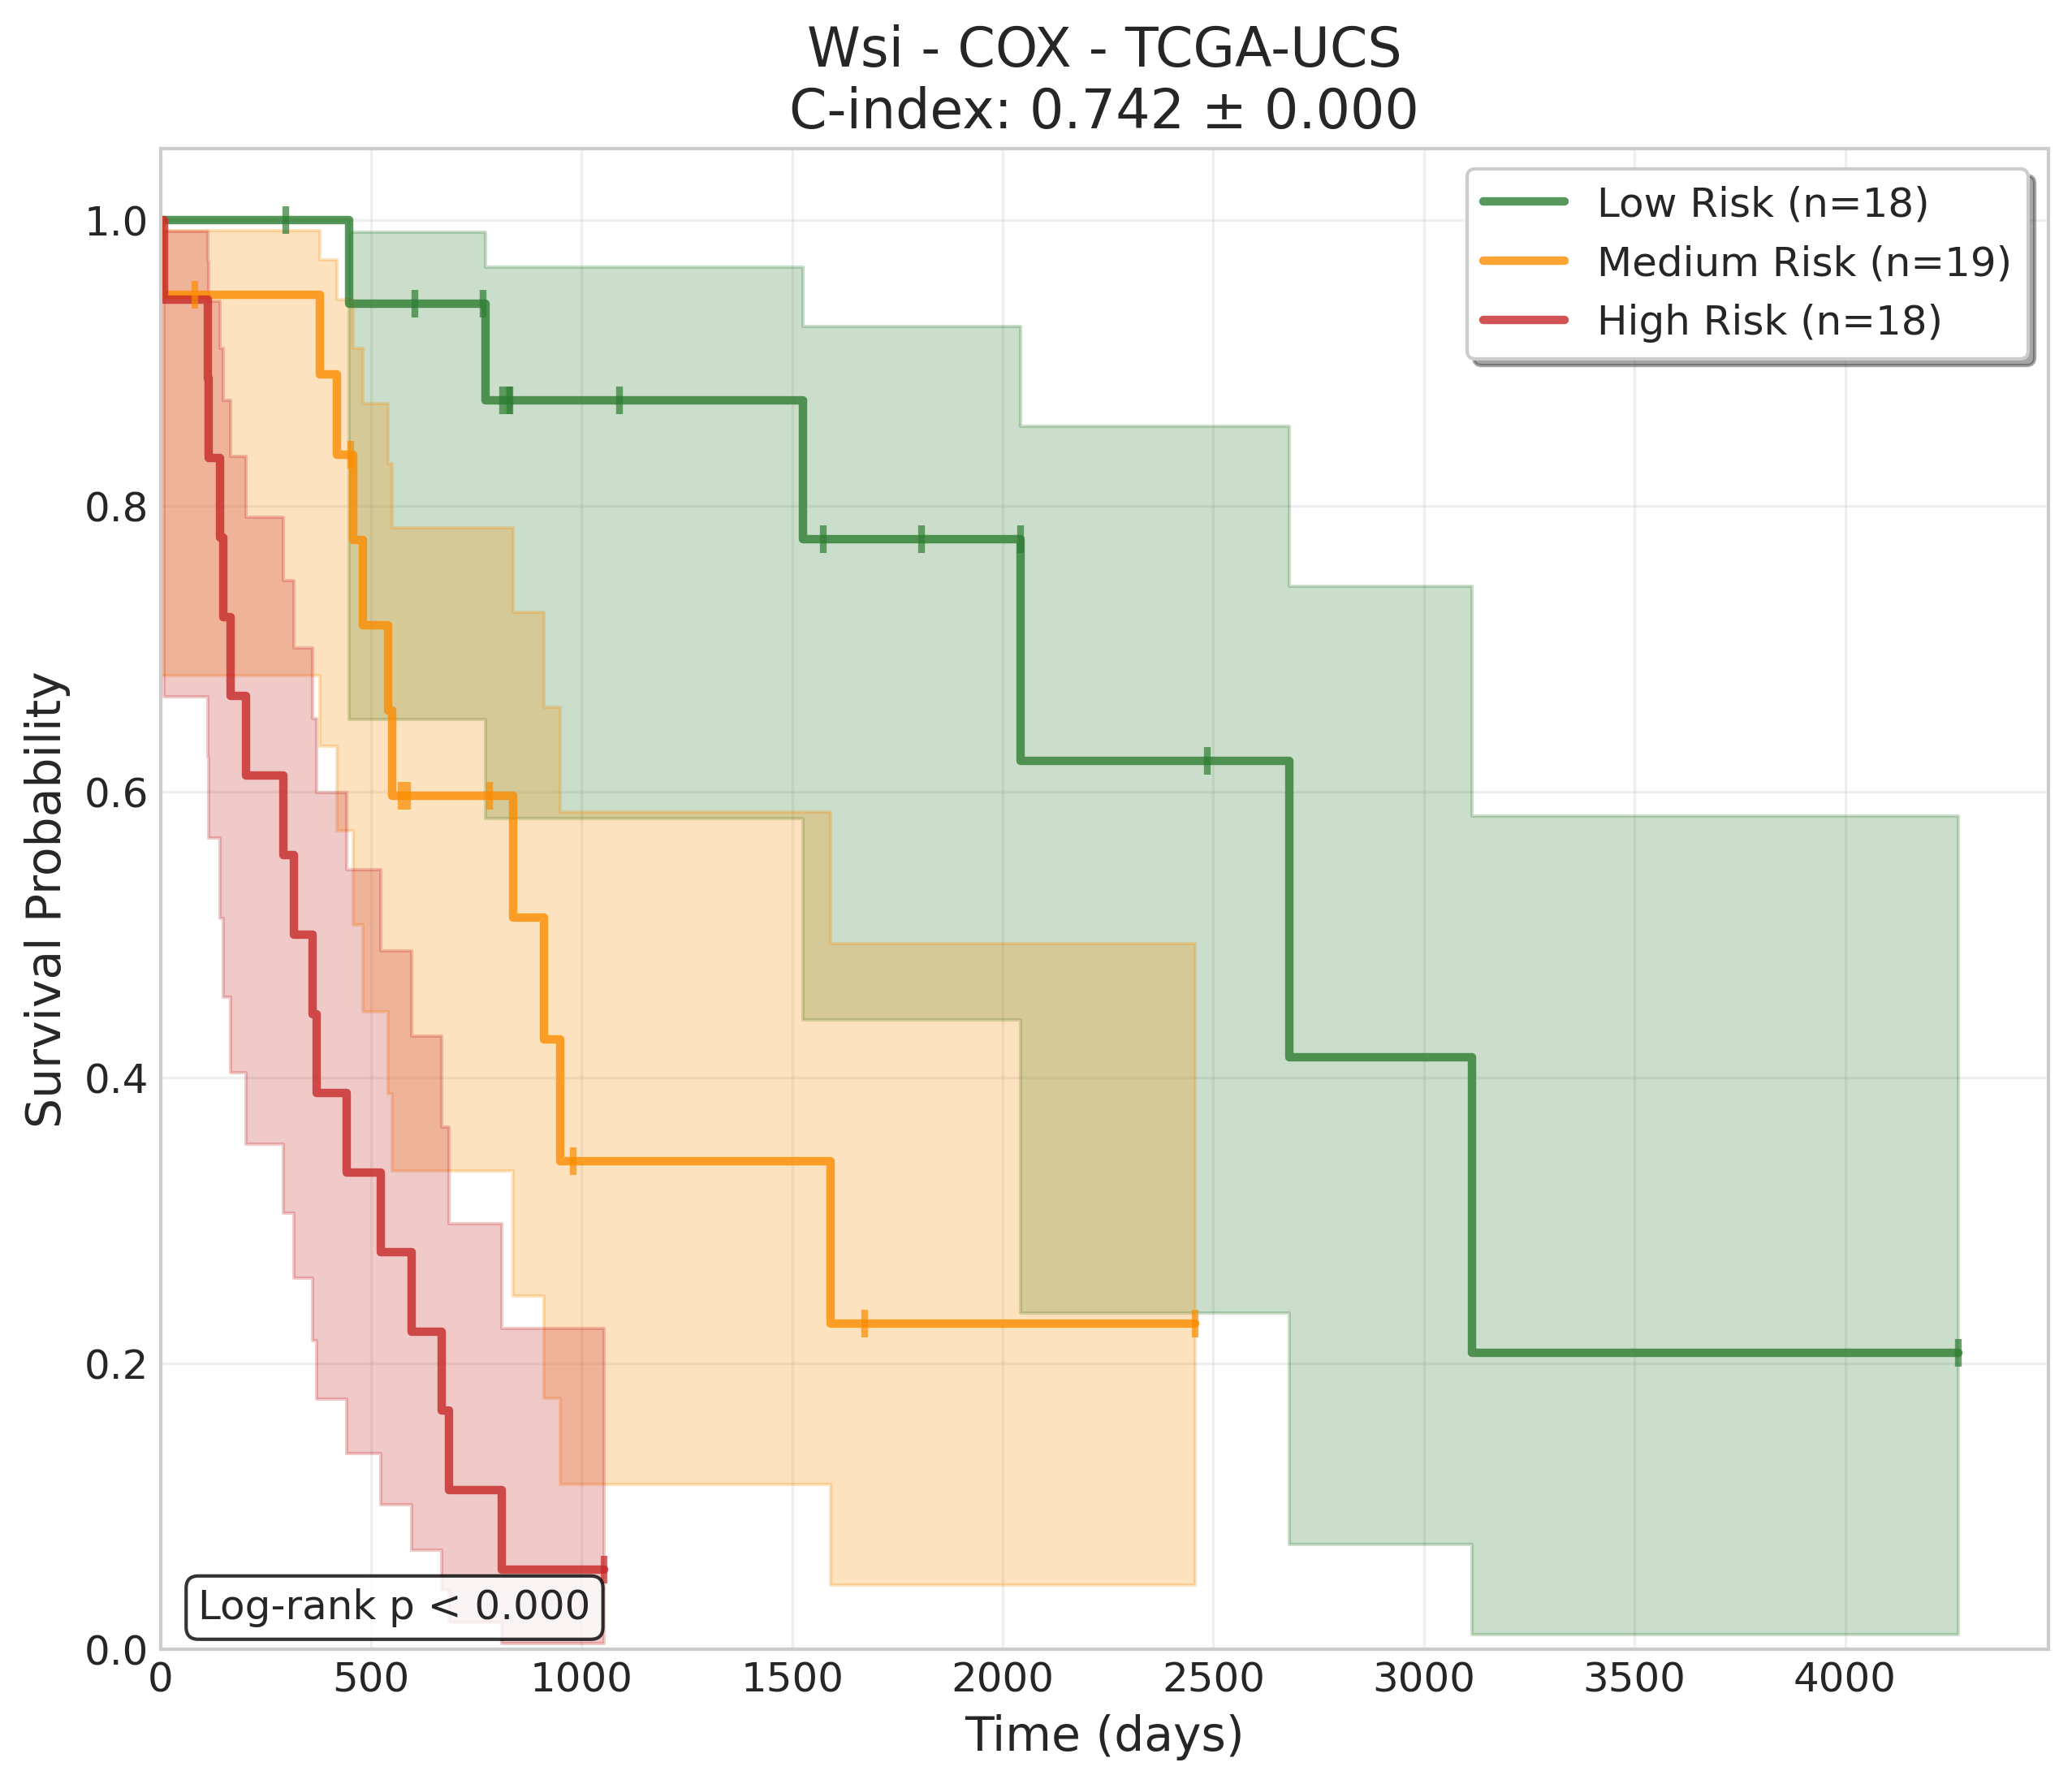 Wsi - COX - TCGA-UCS
C-index: 0.742 ± 0.000
Low Risk (n=18)
Medium Risk (n=19)
High Risk (n=18)
Survival Probability
1.0
0.8
0.6
0.4
0.2
0.0
Log-rank p < 0.000
0 500 1000 1500 2000 2500 3000 3500 4000
Time (days)